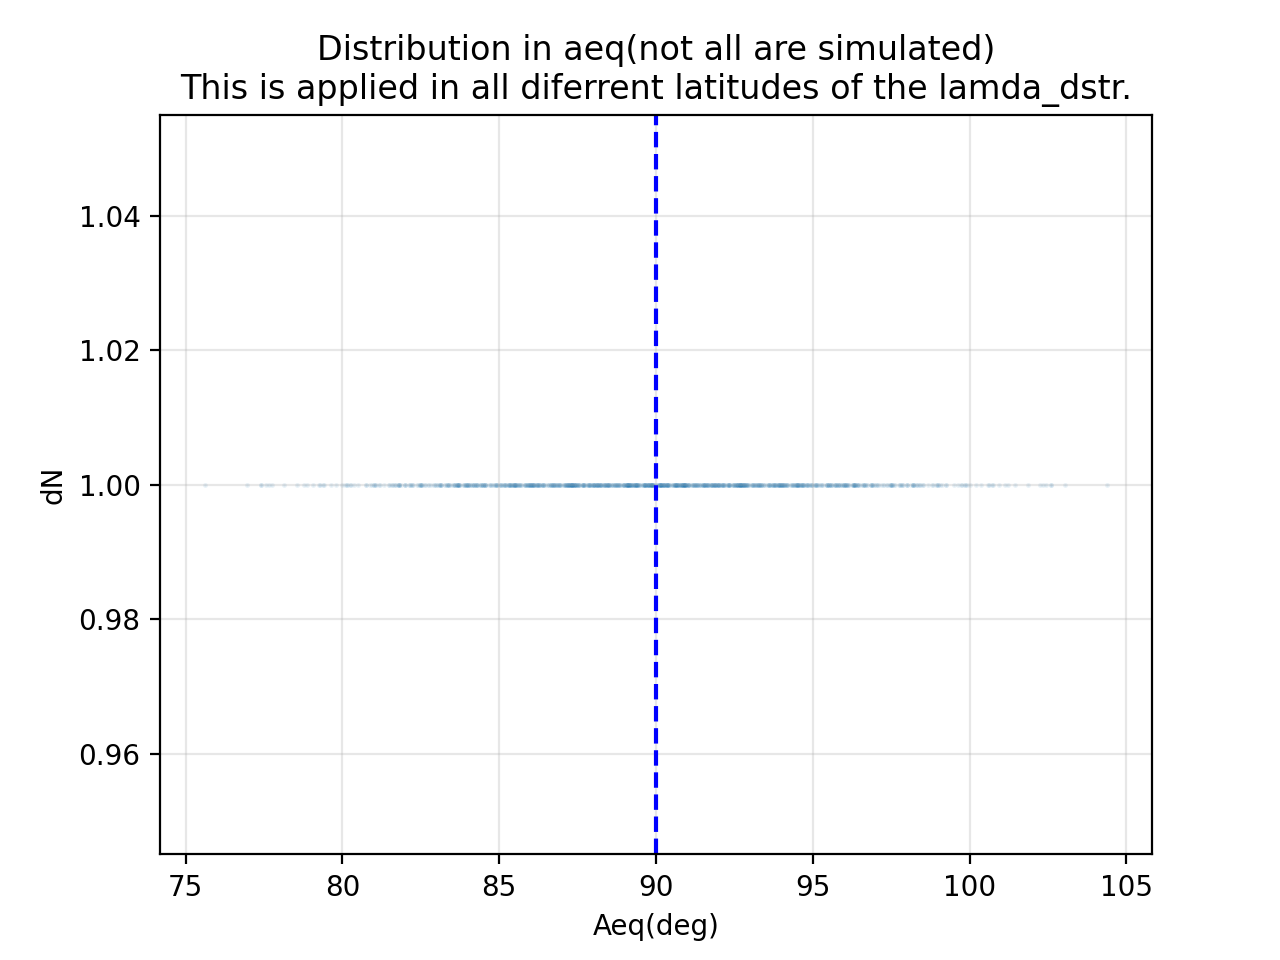 Distribution in aeq(not all are simulated)
This is applied in all diferrent latitudes of the lamda_dstr.
1.04
1.02
1.00
0.98
0.96
dN
75 80 85 90 95 100 105
Aeq(deg)